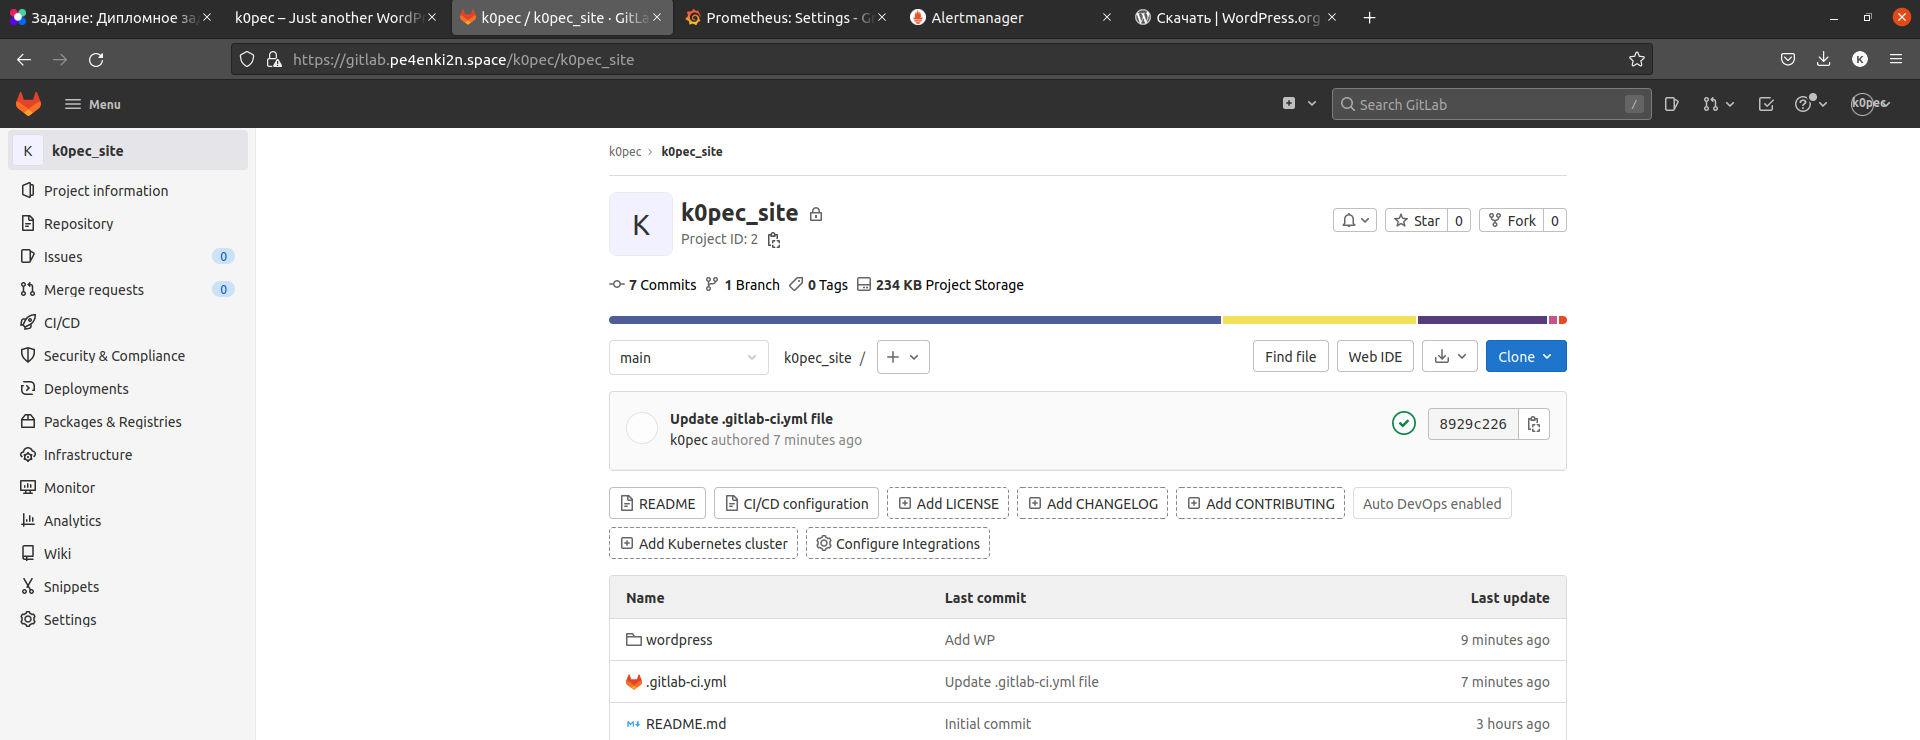 Задание: Дипломное за
k0pec – Just another WordP
k0pec / k0pec_site · GitLa
Prometheus: Settings - G
Alertmanager
Скачать | WordPress.org
https://gitlab.pe4enki2n.space/k0pec/k0pec_site
K
Menu
Search GitLab
/
k0pec
K
k0pec_site
Project information
Repository
Issues 0
Merge requests 0
CI/CD
Security & Compliance
Deployments
Packages & Registries
Infrastructure
Monitor
Analytics
Wiki
Snippets
Settings
k0pec › k0pec_site
K
k0pec_site
Project ID: 2
Star 0
Fork 0
7 Commits 1 Branch 0 Tags 234 KB Project Storage
main
k0pec_site /
Find file
Web IDE
Clone
Update .gitlab-ci.yml file
k0pec authored 7 minutes ago
8929c226
README
CI/CD configuration
Add LICENSE
Add CHANGELOG
Add CONTRIBUTING
Auto DevOps enabled
Add Kubernetes cluster
Configure Integrations
Name Last commit Last update
wordpress Add WP 9 minutes ago
.gitlab-ci.yml Update .gitlab-ci.yml file 7 minutes ago
README.md Initial commit 3 hours ago